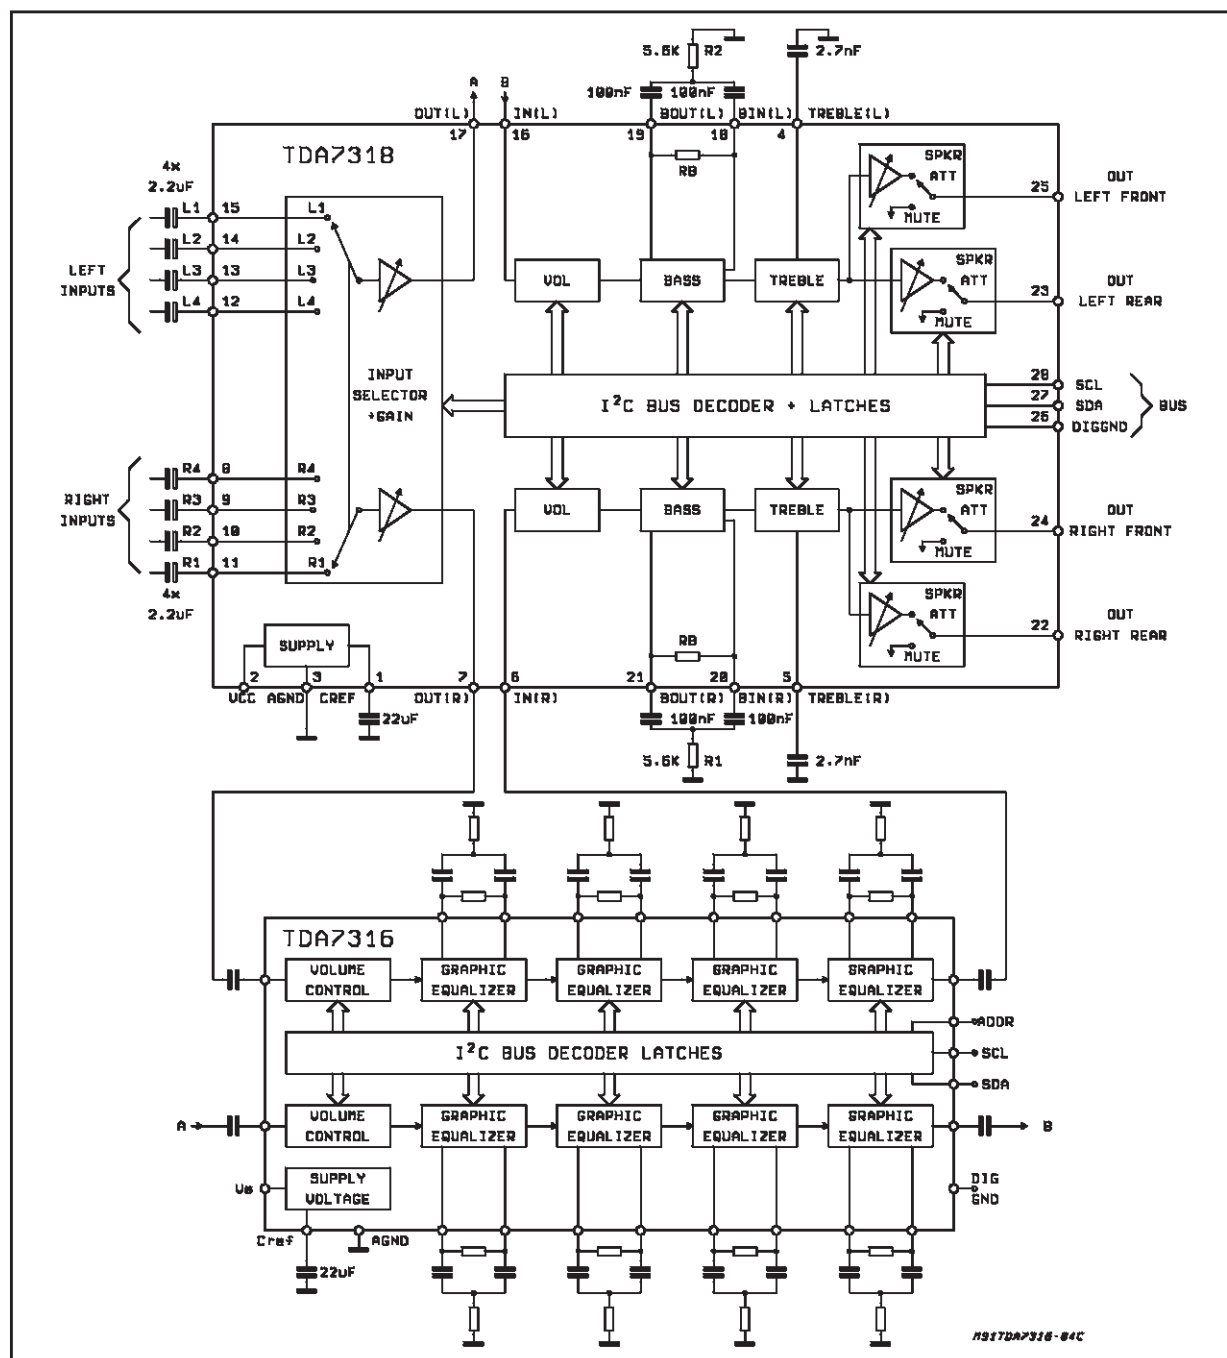 5.6K R2
2.7nF
A B
100nF 100nF
OUT(L) IN(L) BOUT(L) BIN(L) TREBLE(L)
17 16 19 18 4
TDA7318
4x
2.2uF
RB
SPKR
ATT
MUTE
25
OUT
LEFT FRONT
L1 15 L1
L2 14 L2
L3 13 L3
L4 12 L4
LEFT
INPUTS
VOL BASS TREBLE
SPKR
ATT
MUTE
23
OUT
LEFT REAR
INPUT
SELECTOR
+GAIN
I²C BUS DECODER + LATCHES
28 SCL
27 SDA
26 DIGGND
BUS
R4 8 R4
R3 9 R3
R2 10 R2
R1 11 R1
RIGHT
INPUTS
4x
2.2uF
VOL BASS TREBLE
SPKR
ATT
MUTE
24
OUT
RIGHT FRONT
SPKR
ATT
MUTE
22
OUT
RIGHT REAR
SUPPLY
RB
2 3 1 7 6 21 20 5
VCC AGND CREF OUT(R) IN(R) BOUT(R) BIN(R) TREBLE(R)
22uF 100nF 100nF
5.6K R1
2.7nF
TDA7316
VOLUME CONTROL
GRAPHIC EQUALIZER
GRAPHIC EQUALIZER
GRAPHIC EQUALIZER
GRAPHIC EQUALIZER
ADDR
I²C BUS DECODER LATCHES
SCL
SDA
A
VOLUME CONTROL
GRAPHIC EQUALIZER
GRAPHIC EQUALIZER
GRAPHIC EQUALIZER
GRAPHIC EQUALIZER
B
Vs
SUPPLY
VOLTAGE
DIG
GND
Cref AGND
22uF
M91TDA7316-04C